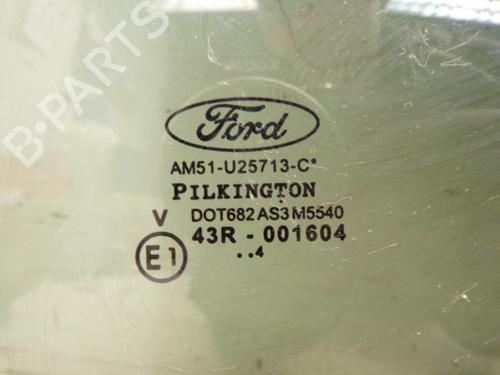 B-PARTS
Ford
AM51-U25713-C*
PILKINGTON
V DOT682 AS3 M5540
43R - 001604
E1
..4